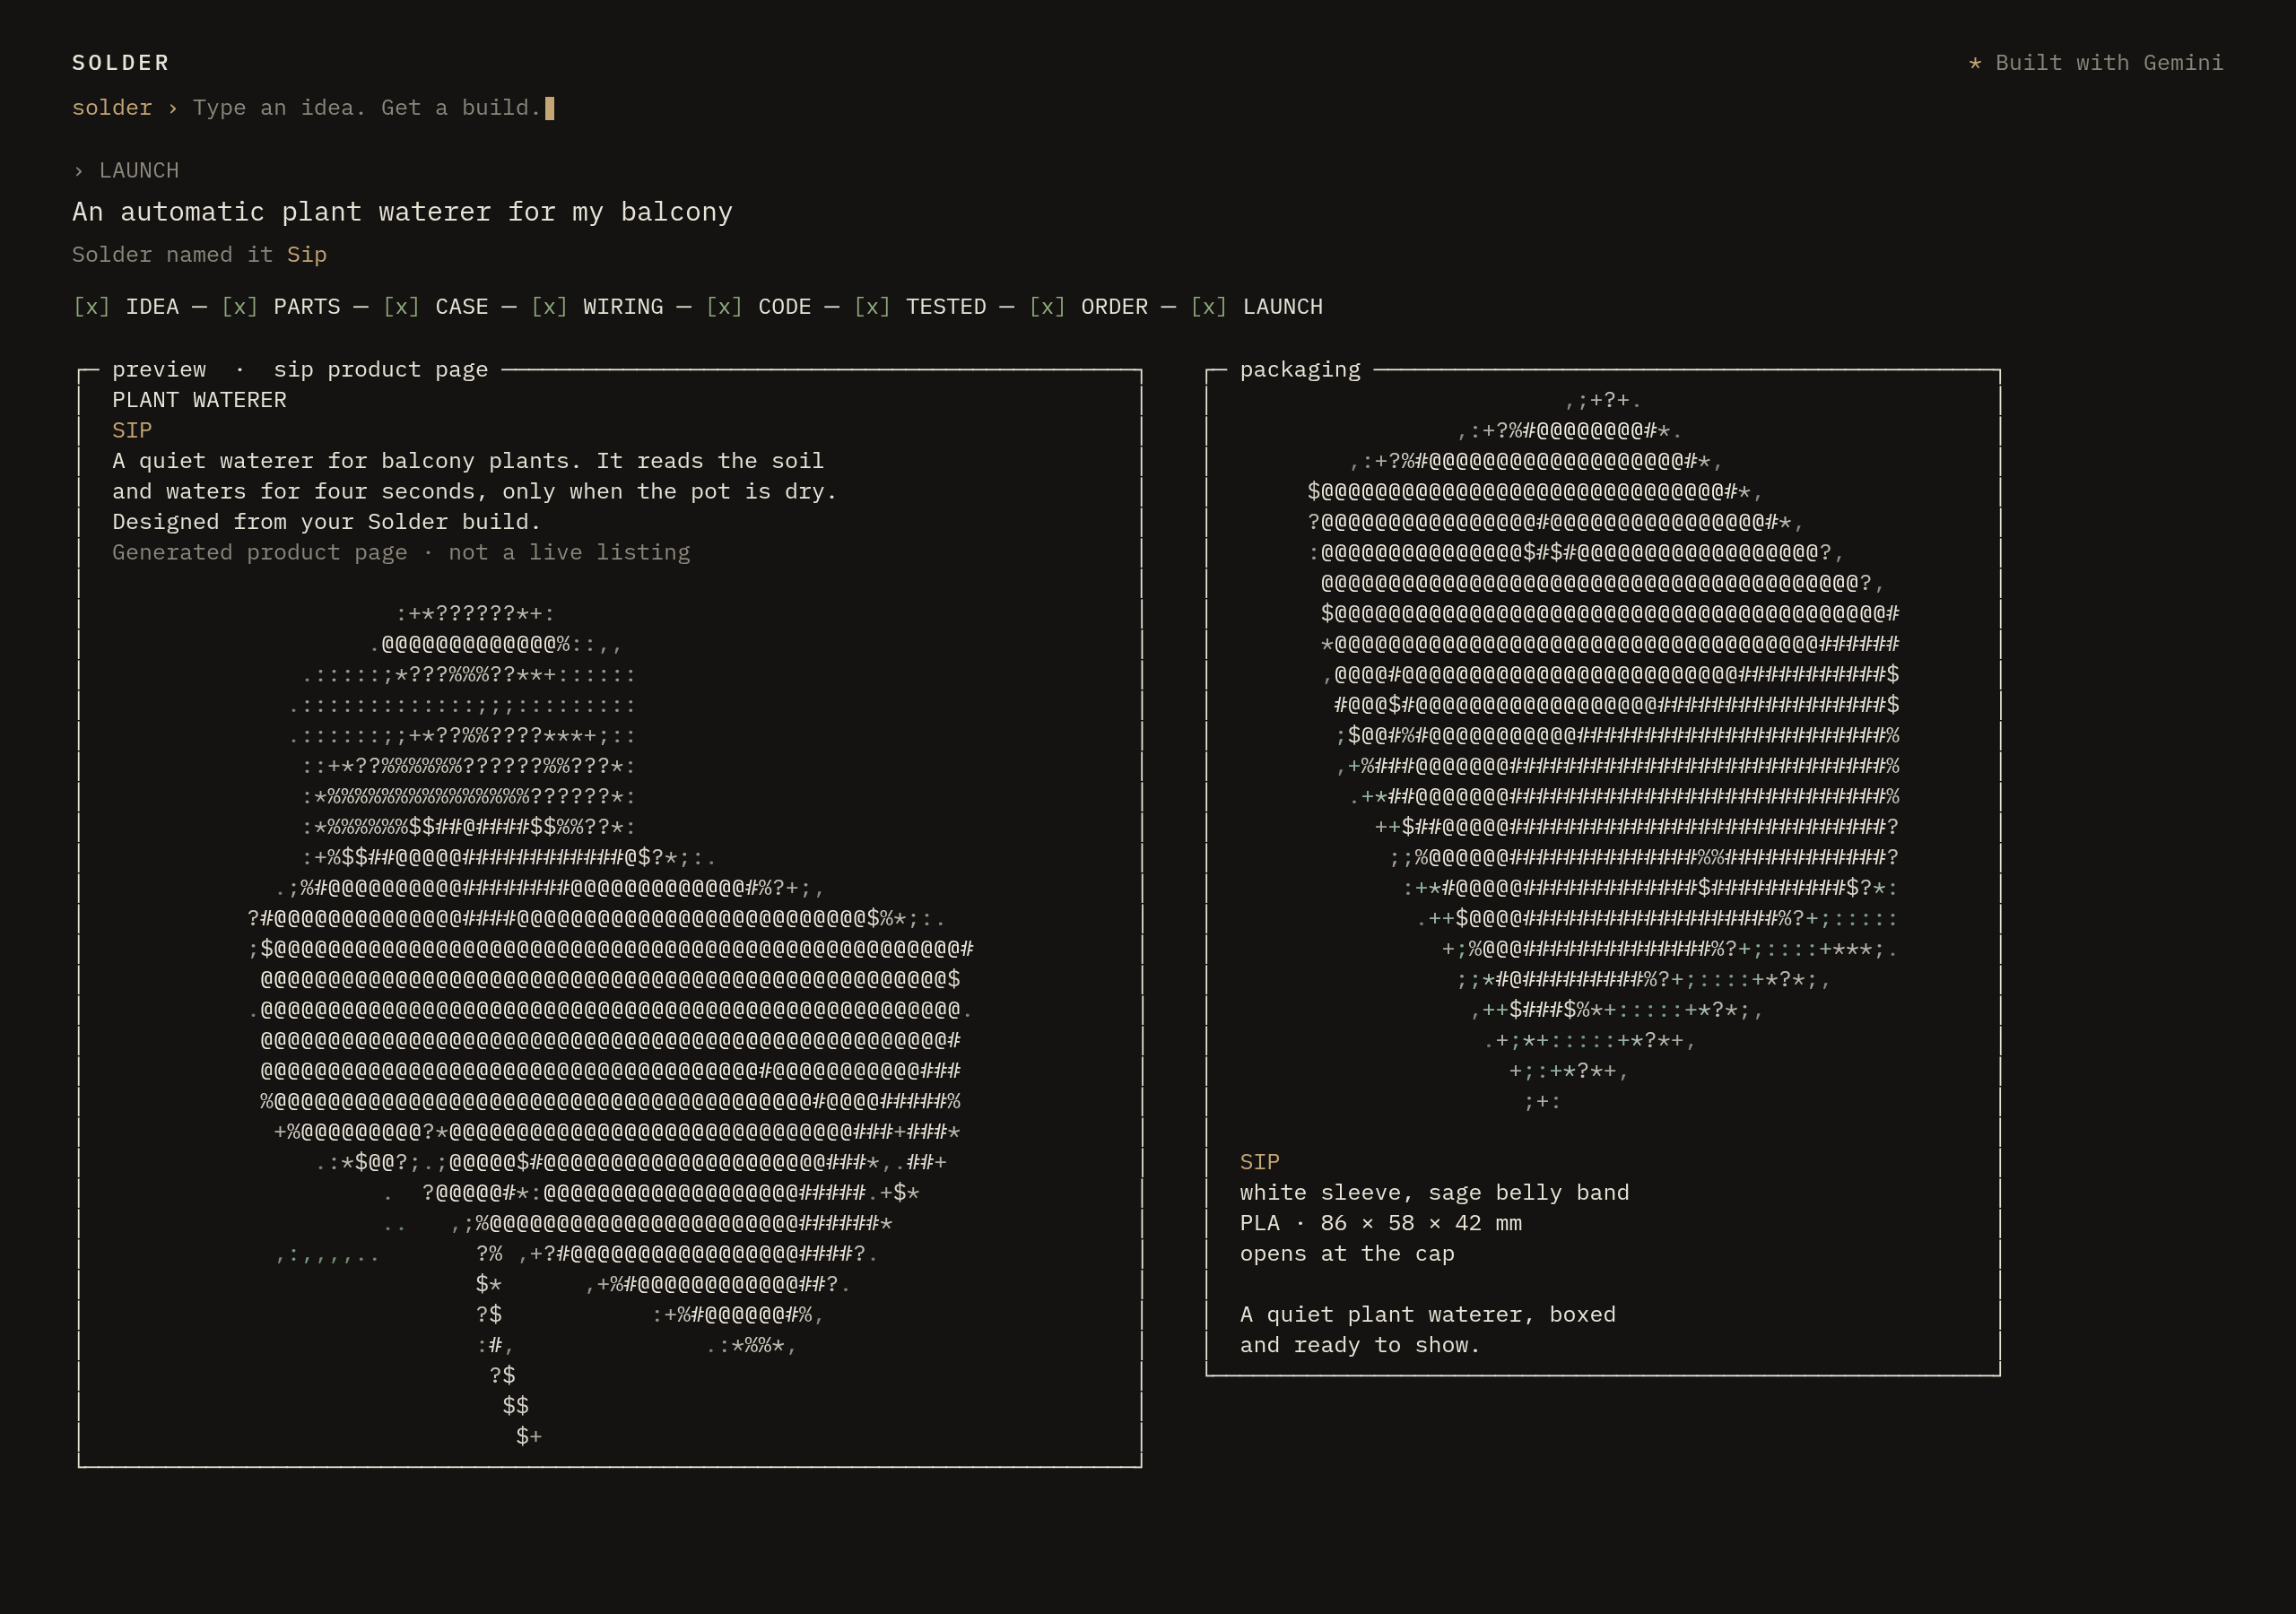 SOLDER
* Built with Gemini
solder › Type an idea. Get a build.
› LAUNCH
An automatic plant waterer for my balcony
Solder named it Sip
[x] IDEA — [x] PARTS — [x] CASE — [x] WIRING — [x] CODE — [x] TESTED — [x] ORDER — [x] LAUNCH
preview · sip product page
PLANT WATERER
SIP
A quiet waterer for balcony plants. It reads the soil
and waters for four seconds, only when the pot is dry.
Designed from your Solder build.
Generated product page · not a live listing
packaging
SIP
white sleeve, sage belly band
PLA · 86 × 58 × 42 mm
opens at the cap
A quiet plant waterer, boxed
and ready to show.